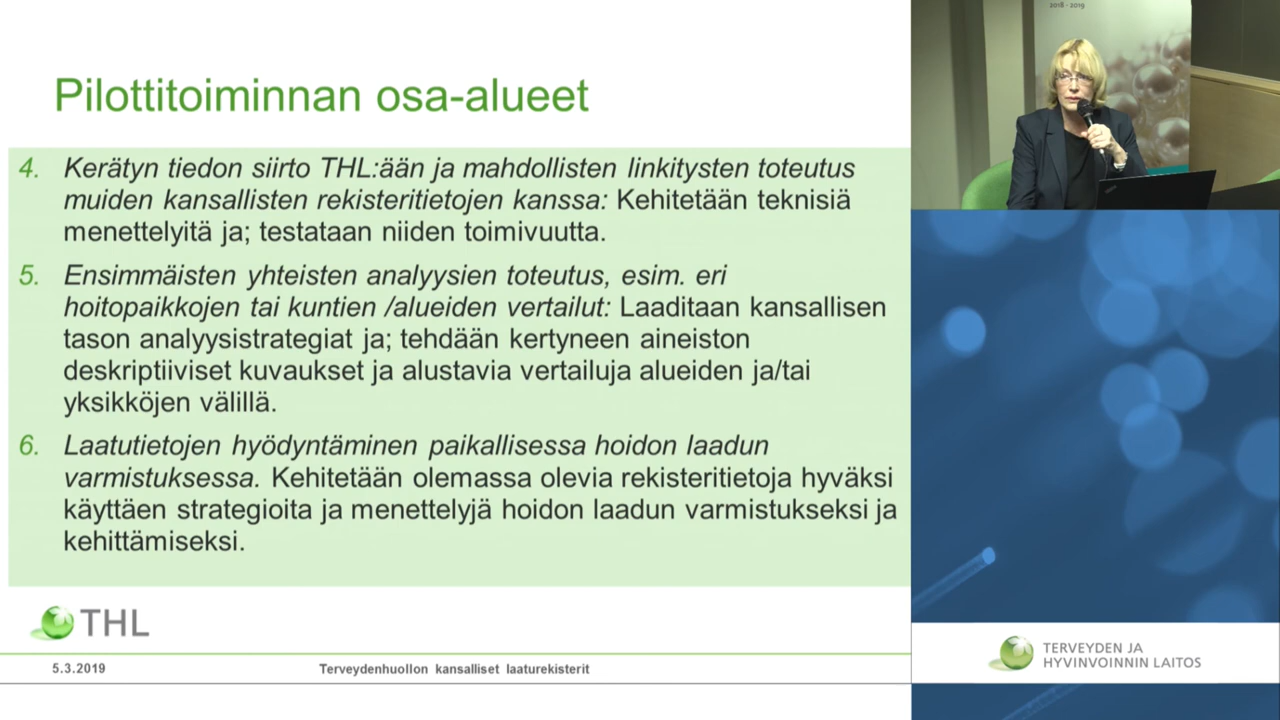 Pilottitoiminnan osa-alueet
4. Kerätyn tiedon siirto THL:ään ja mahdollisten linkitysten toteutus
muiden kansallisten rekisteritietojen kanssa: Kehitetään teknisiä
menettelyitä ja; testataan niiden toimivuutta.
5. Ensimmäisten yhteisten analyysien toteutus, esim. eri
hoitopaikkojen tai kuntien /alueiden vertailut: Laaditaan kansallisen
tason analyysistrategiat ja; tehdään kertyneen aineiston
deskriptiiviset kuvaukset ja alustavia vertailuja alueiden ja/tai
yksikköjen välillä.
6. Laatutietojen hyödyntäminen paikallisessa hoidon laadun
varmistuksessa. Kehitetään olemassa olevia rekisteritietoja hyväksi
käyttäen strategioita ja menettelyjä hoidon laadun varmistukseksi ja
kehittämiseksi.
THL
5.3.2019
Terveydenhuollon kansalliset laaturekisterit
2018 - 2019
TERVEYDEN JA
HYVINVOINNIN LAITOS